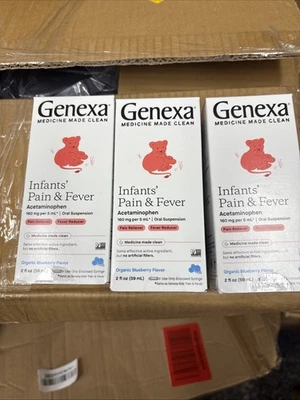 Genexa
MEDICINE MADE CLEAN
Infants'
Pain & Fever
Acetaminophen
160 mg per 5 mL* | Oral Suspension
Pain Reliever Fever Reducer
Medicine made clean
Same effective active ingredient,
but no artificial fillers.
Organic Blueberry Flavor
2 fl oz (59 mL)
Genexa
MEDICINE MADE CLEAN
Infants'
Pain & Fever
Acetaminophen
160 mg per 5 mL* | Oral Suspension
Pain Reliever Fever Reducer
Medicine made clean
Same effective active ingredient,
but no artificial fillers.
Organic Blueberry Flavor
2 fl oz (59 mL)
Use Only Enclosed Syringe
Genexa
MEDICINE MADE CLEAN
Infants'
Pain & Fever
Acetaminophen
160 mg per 5 mL* | Oral Suspension
Pain Reliever
Medicine made clean
Same effective active ingredient,
but no artificial fillers.
Organic Blueberry Flavor
2 fl oz (59 mL)